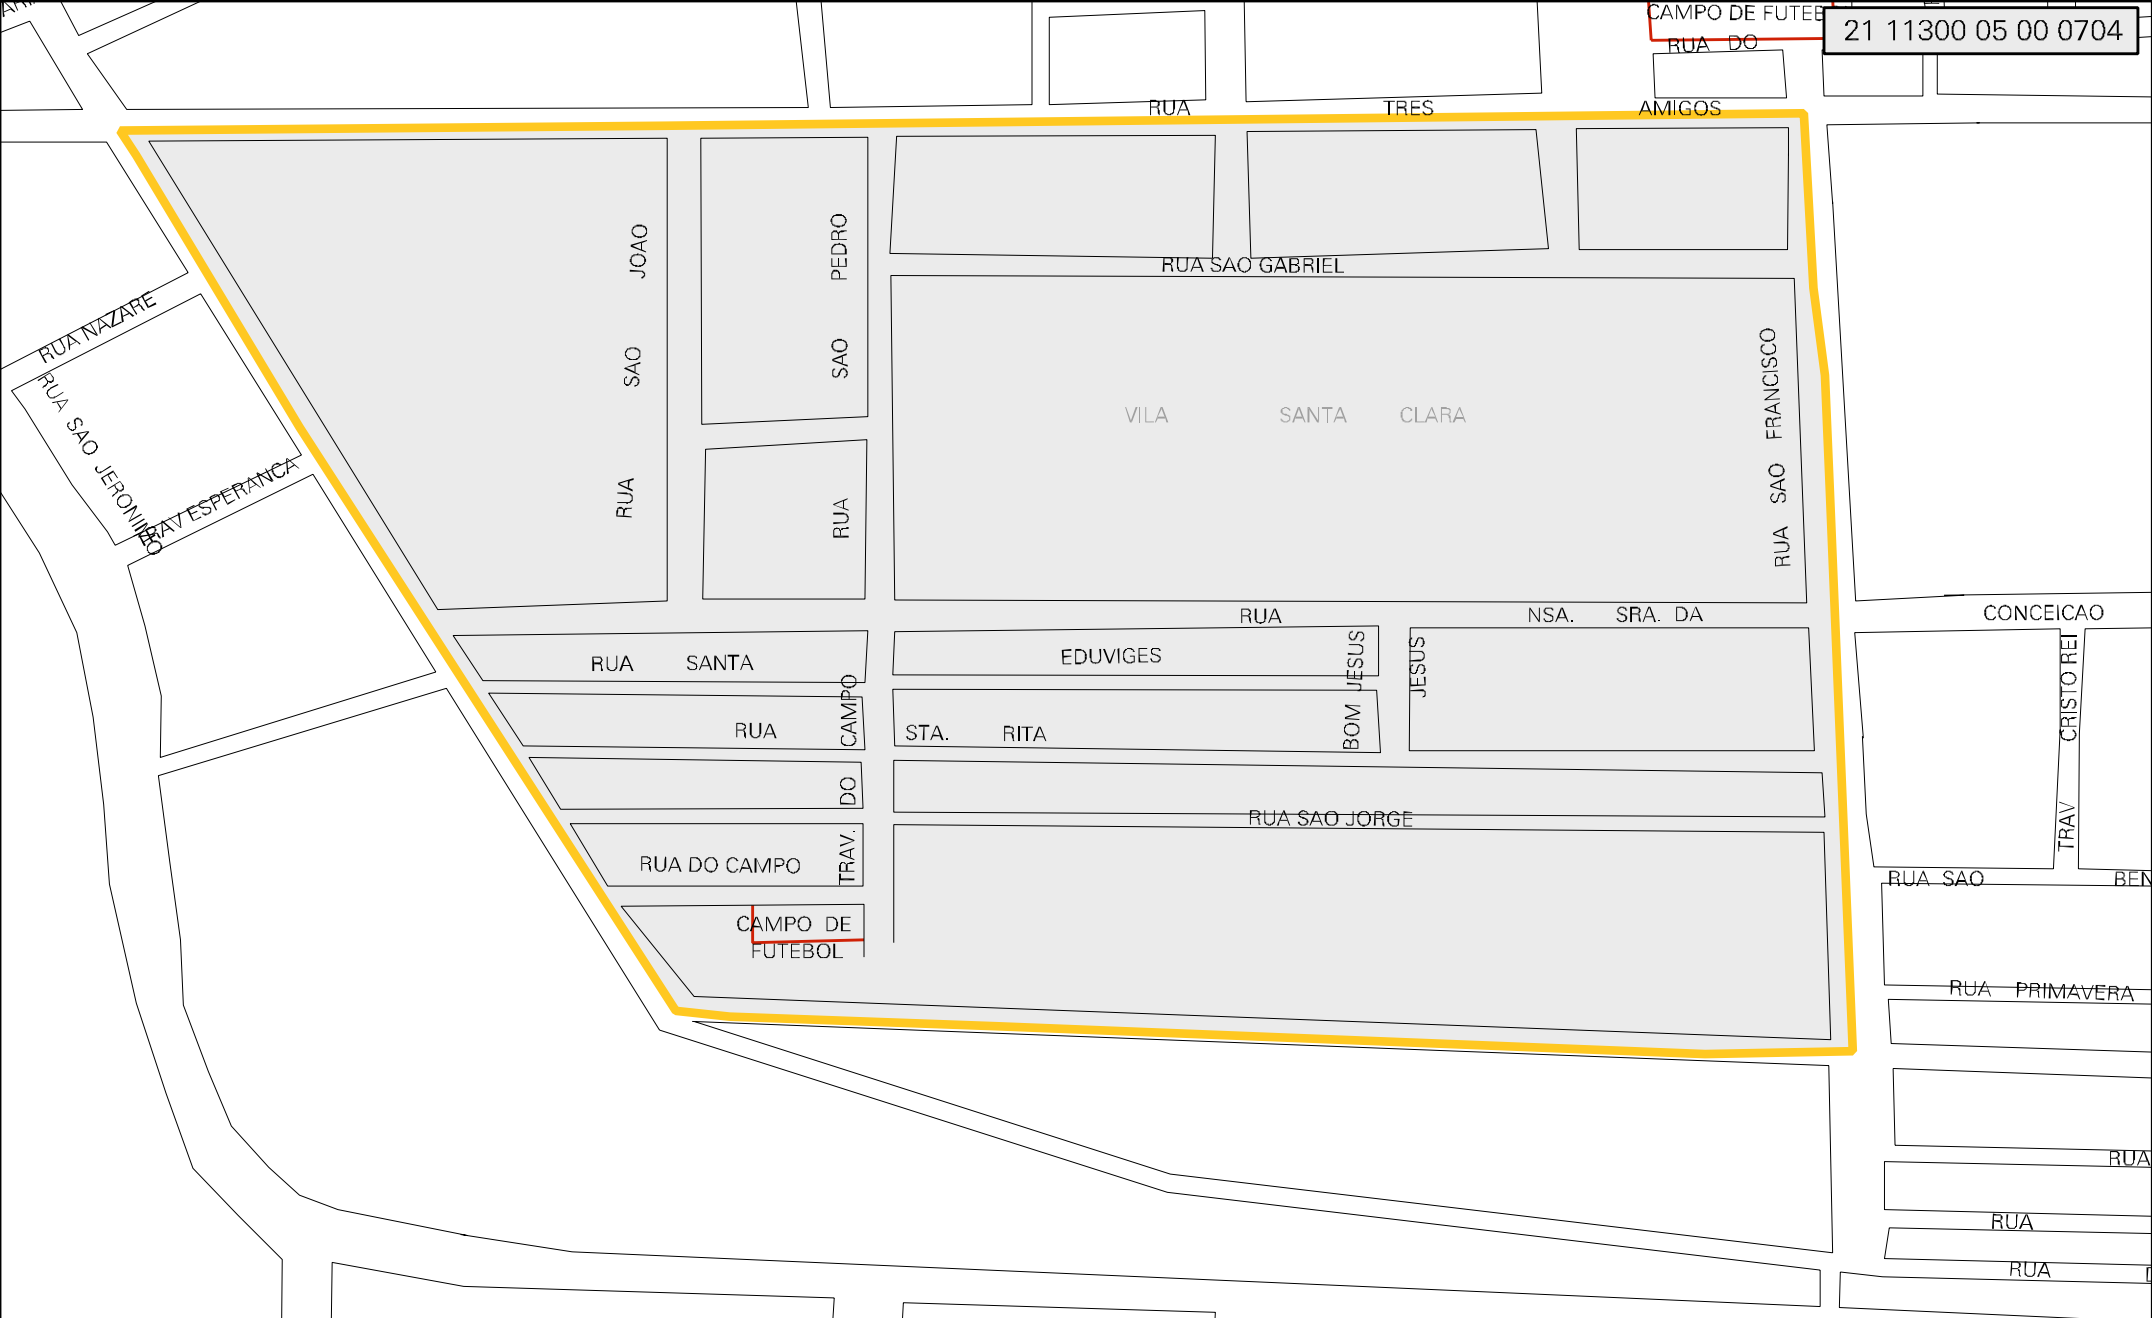 CAMPO DE FUTEB
21 11300 05 00 0704
RUA DO
RUA TRES AMIGOS
RUA SAO JOAO
RUA SAO PEDRO
RUA SAO GABRIEL
RUA NAZARE
RUA SAO JERONIMO
TRAV ESPERANCA
VILA SANTA CLARA
RUA SAO FRANCISCO
RUA NSA. SRA. DA CONCEICAO
RUA SANTA EDUVIGES
BOM JESUS
JESUS
TRAV CRISTO REI
RUA STA. RITA
TRAV. DO CAMPO
RUA SAO JORGE
RUA DO CAMPO
RUA SAO BEN
CAMPO DE
FUTEBOL
RUA PRIMAVERA
RUA
RUA
RUA